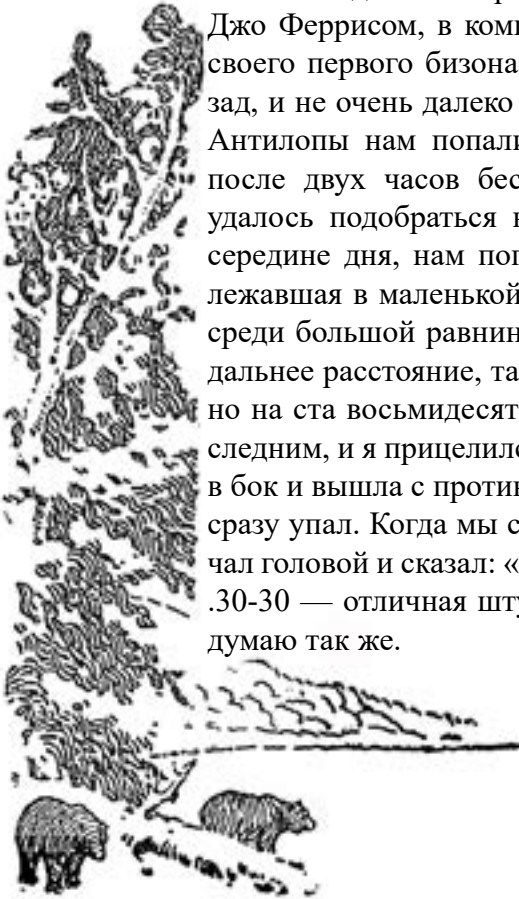 Джо Феррисом, в ком
своего первого бизона
зад, и не очень далеко
Антилопы нам попали
после двух часов бес
удалось подобраться
середине дня, нам по
лежавшая в маленькой
среди большой равнин
дальнее расстояние, та
но на ста восьмидесят
следним, и я прицелил
в бок и вышла с проти
сразу упал. Когда мы с
чал головой и сказал: «
.30-30 — отличная шту
думаю так же.